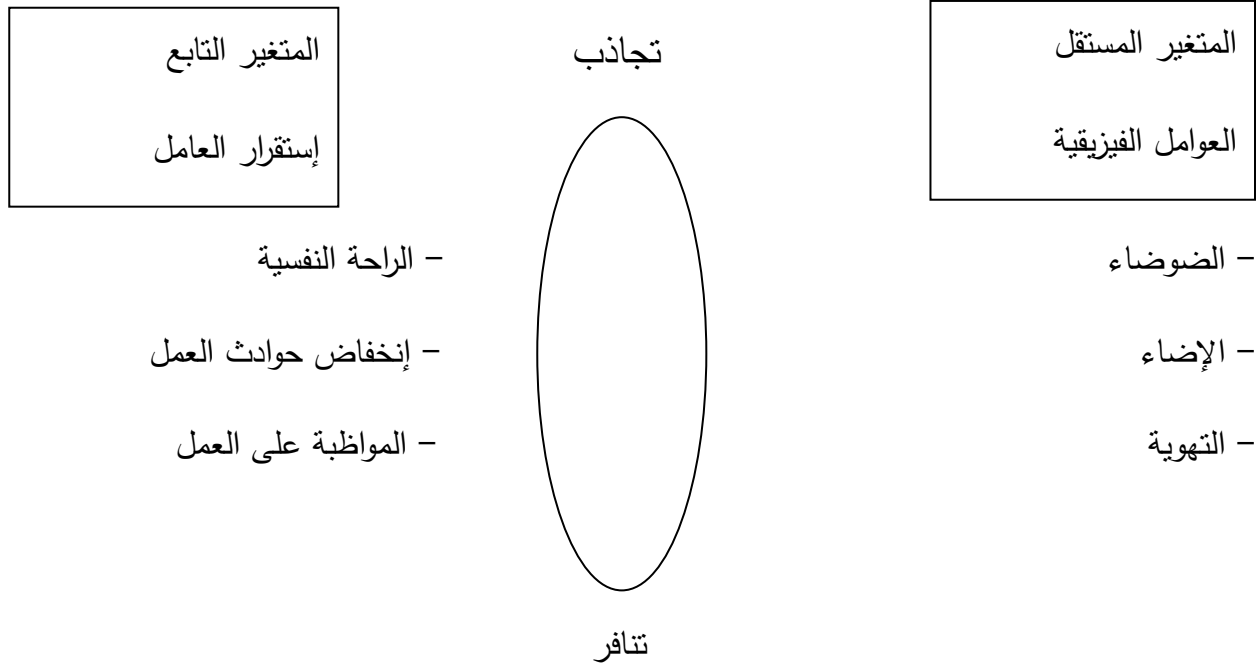 المتغير المستقل
العوامل الفيزيقية
– الضوضاء
– الإضاء
– التهوية
تجاذب
تنافر
المتغير التابع
إستقرار العامل
– الراحة النفسية
– إنخفاض حوادث العمل
– المواظبة على العمل